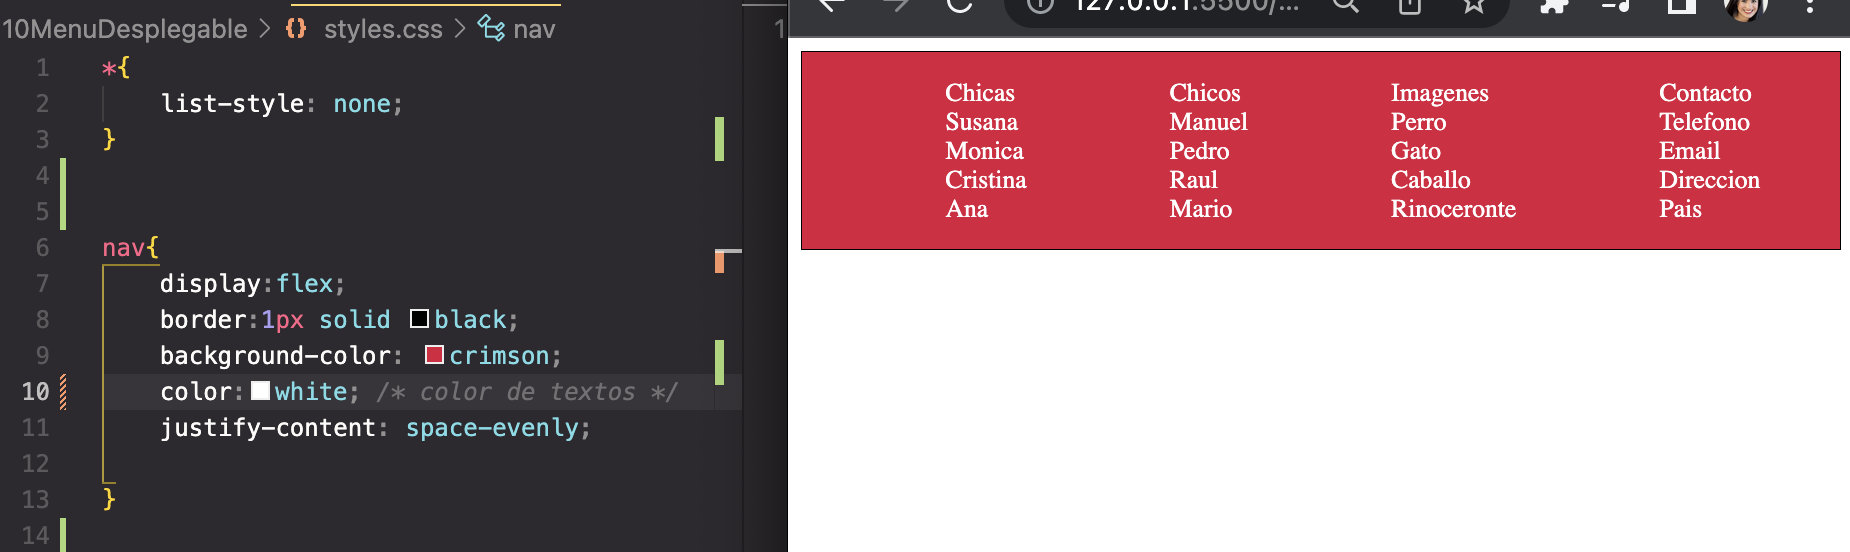 10MenuDesplegable > {} styles.css > nav
1 *{
2 list-style: none;
3 }
4
5
6 nav{
7 display:flex;
8 border:1px solid black;
9 background-color: crimson;
10 color:white; /* color de textos */
11 justify-content: space-evenly;
12
13 }
14
1
127.0.0.1:5500/...
Chicas Chicos Imagenes Contacto
Susana Manuel Perro Telefono
Monica Pedro Gato Email
Cristina Raul Caballo Direccion
Ana Mario Rinoceronte Pais